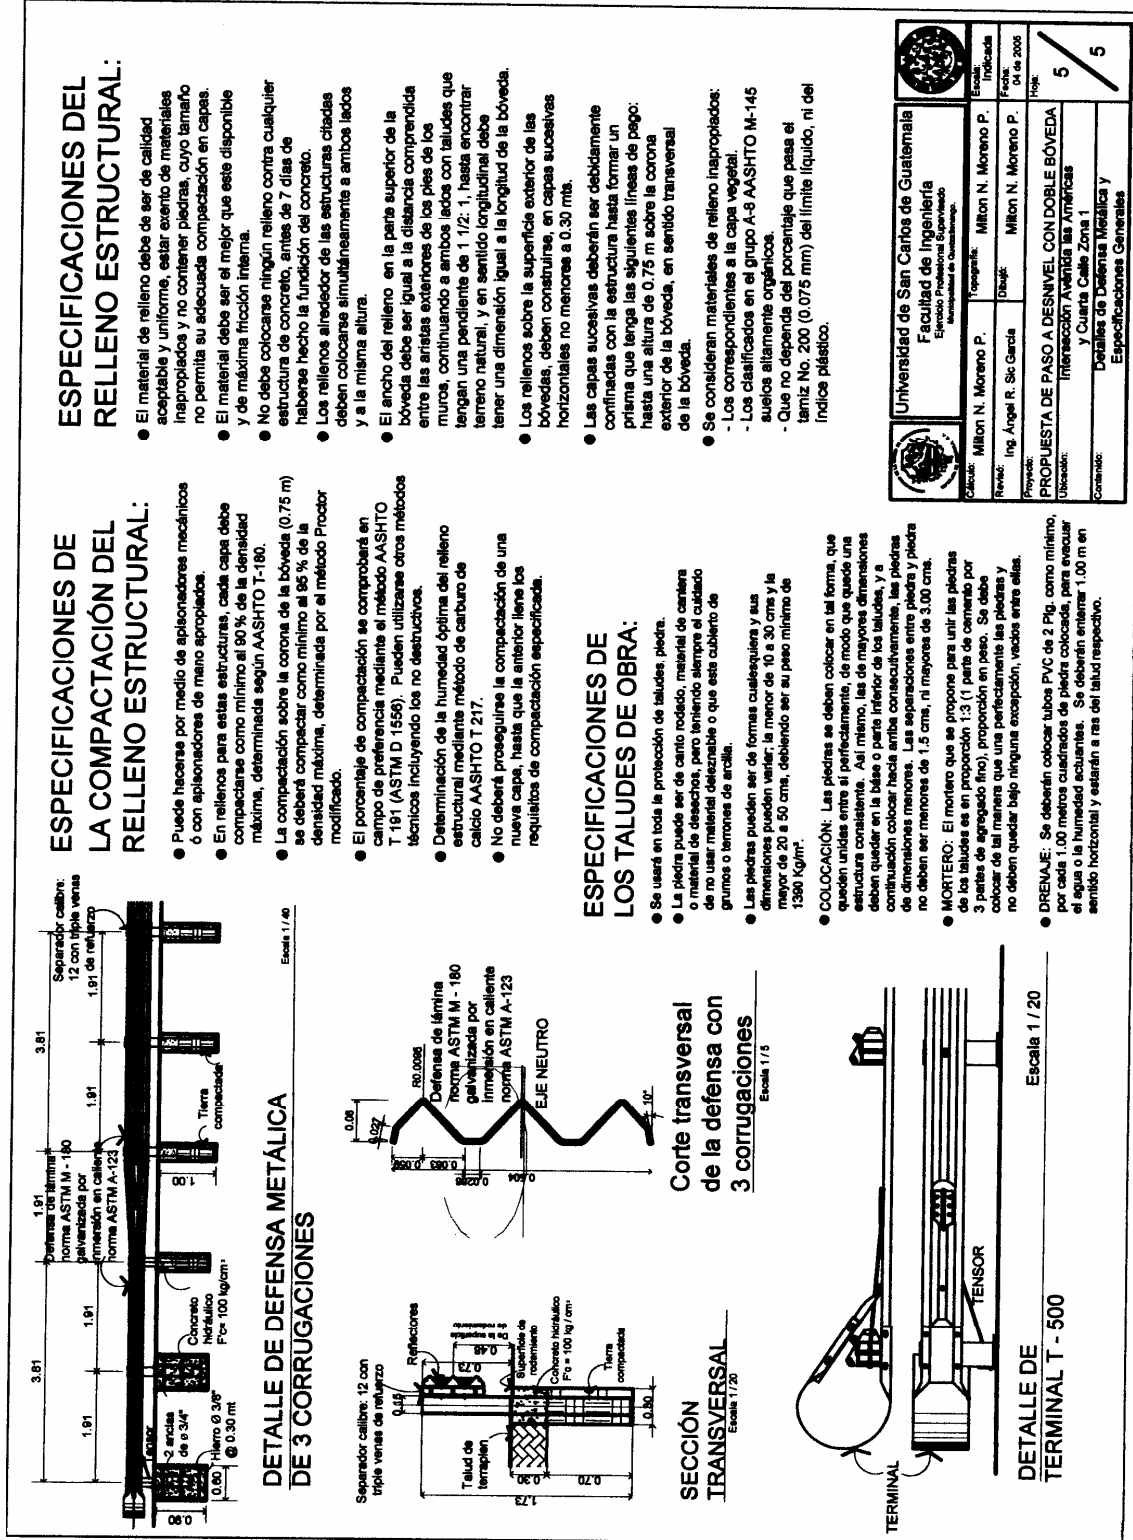 3.81
3.81
1.91
1.91
1.91
1.91
1.91
Separador calibre:
12 con triple venas
de refuerzo
Defensa de lámina
norma ASTM M - 180
galvanizada por
inmersión en caliente
norma ASTM A-123
Tensor
2 anclas
de ø 3/4"
Hierro Ø 3/8"
@ 0.30 mt
0.90
0.60
Concreto
hidráulico
F'c= 100 kg/cm²
1.00
Tierra
compactada
DETALLE DE DEFENSA METÁLICA
DE 3 CORRUGACIONES
Escala 1 / 40
Separador calibre: 12 con
triple venas de refuerzo
Reflectores
0.15
0.73
0.46
De la superficie
de rodamiento
Superficie de
rodamiento
Concreto hidráulico
F'c = 100 kg / cm²
Tierra
compactada
Talud de
terraplen
0.30
0.70
1.73
0.50
SECCIÓN
TRANSVERSAL
Escala 1 / 20
0.08
R0.0095
0.027
0.083
0.504
10°
Defensa de lámina
norma ASTM M - 180
galvanizada por
inmersión en caliente
norma ASTM A-123
EJE NEUTRO
Corte transversal
de la defensa con
3 corrugaciones
Escala 1 / 5
TERMINAL
TENSOR
DETALLE DE
TERMINAL T - 500
Escala 1 / 20
ESPECIFICACIONES DE
LA COMPACTACIÓN DEL
RELLENO ESTRUCTURAL:
● Puede hacerse por medio de apisonadores mecánicos
ó con apisonadores de mano apropiados.
● En rellenos para estas estructuras, cada capa debe
compactarse como mínimo al 90 % de la densidad
máxima, determinada según AASHTO T-180.
● La compactación sobre la corona de la bóveda (0.75 m)
se deberá compactar como mínimo al 95 % de la
densidad máxima, determinada por el método Proctor
modificado.
● El porcentaje de compactación se comprobará en
campo de preferencia mediante el método AASHTO
T 191 (ASTM D 1556). Pueden utilizarse otros métodos
técnicos incluyendo los no destructivos.
● Determinación de la humedad óptima del relleno
estructural mediante método de carburo de
calcio AASHTO T 217.
● No deberá proseguirse la compactación de una
nueva capa, hasta que la anterior llene los
requisitos de compactación especificada.
ESPECIFICACIONES DE
LOS TALUDES DE OBRA:
● Se usará en toda la protección de taludes, piedra.
● La piedra puede ser de canto rodado, material de cantera
o material de desechos, pero teniendo siempre el cuidado
de no usar material deleznable o que este cubierto de
grumos o terrones de arcilla.
● Las piedras pueden ser de formas cualesquiera y sus
dimensiones pueden variar; la menor de 10 a 30 cms y la
mayor de 20 a 50 cms, debiendo ser su peso mínimo de
1390 Kg/m³.
● COLOCACIÓN: Las piedras se deben colocar en tal forma, que
queden unidas entre sí perfectamente, de modo que quede una
estructura consistente. Así mismo, las de mayores dimensiones
deben quedar en la báse o parte inferior de los taludes, y a
continuación colocar hacia arriba consecutivamente, las piedras
de dimensiones menores. Las separaciones entre piedra y piedra
no deben ser menores de 1.5 cms, ni mayores de 3.00 cms.
● MORTERO: El mortero que se propone para unir las piedras
de los taludes es en proporción 1:3 (1 parte de cemento por
3 partes de agregado fino), proporción en peso. Se debe
colocar de tal manera que una perfectamente las piedras y
no deben quedar bajo ninguna excepción, vacíos entre ellas.
● DRENAJE: Se deberán colocar tubos PVC de 2 Plg, como mínimo,
por cada 1.00 metros cuadrados de piedra colocada, para evacuar
el agua o la humedad actuantes. Se deberán enterrar 1.00 m en
sentido horizontal y estarán a ras del talud respectivo.
ESPECIFICACIONES DEL
RELLENO ESTRUCTURAL:
● El material de relleno debe de ser de calidad
aceptable y uniforme, estar exento de materiales
inapropiados y no contener piedras, cuyo tamaño
no permita su adecuada compactación en capas.
● El material debe ser el mejor que este disponible
y de máxima fricción interna.
● No debe colocarse ningún relleno contra cualquier
estructura de concreto, antes de 7 días de
haberse hecho la fundición del concreto.
● Los rellenos alrededor de las estructuras citadas
deben colocarse simultáneamente a ambos lados
y a la misma altura.
● El ancho del relleno en la parte superior de la
bóveda debe ser igual a la distancia comprendida
entre las aristas exteriores de los pies de los
muros, continuando a ambos lados con taludes que
tengan una pendiente de 1 1/2: 1, hasta encontrar
terreno natural, y en sentido longitudinal debe
tener una dimensión igual a la longitud de la bóveda.
● Los rellenos sobre la superficie exterior de las
bóvedas, deben construirse, en capas sucesivas
horizontales no menores a 0.30 mts.
● Las capas sucesivas deberán ser debidamente
confinadas con la estructura hasta formar un
prisma que tenga las siguientes líneas de pago:
hasta una altura de 0.75 m sobre la corona
exterior de la bóveda, en sentido transversal
de la bóveda.
● Se consideran materiales de relleno inapropiados:
- Los correspondientes a la capa vegetal.
- Los clasificados en el grupo A-8 AASHTO M-145
suelos altamente orgánicos.
- Que no dependa del porcentaje que pasa el
tamiz No. 200 (0.075 mm) del límite líquido, ni del
índice plástico.
Universidad de San Carlos de Guatemala
Facultad de Ingeniería
Ejercicio Profesional Supervisado
Cálculo: Milton N. Moreno P.
Topografía: Milton N. Moreno P.
Escala: Indicada
Revisó: Ing. Ángel R. Sic García
Dibujó: Milton N. Moreno P.
Fecha: 04 de 2005
Proyecto:
PROPUESTA DE PASO A DESNIVEL CON DOBLE BÓVEDA
Hoja: 5 / 5
Ubicación: Intersección Avenida las Américas
y Cuarta Calle Zona 1
Contenido: Detalles de Defensa Metálica y
Especificaciones Generales